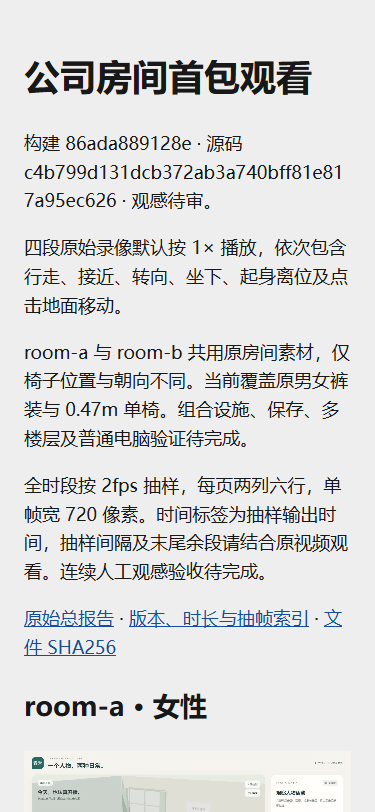 公司房间首包观看
构建 86ada889128e · 源码
c4b799d131dcb372ab3a740bff81e81
7a95ec626 · 观感待审。
四段原始录像默认按 1× 播放，依次包含
行走、接近、转向、坐下、起身离位及点
击地面移动。
room-a 与 room-b 共用原房间素材，仅
椅子位置与朝向不同。当前覆盖原男女裤
装与 0.47m 单椅。组合设施、保存、多
楼层及普通电脑验证待完成。
全时段按 2fps 抽样，每页两列六行，单
帧宽 720 像素。时间标签为抽样输出时
间，抽样间隔及末尾余段请结合原视频观
看。连续人工观感验收待完成。
原始总报告 · 版本、时长与抽帧索引 · 文
件 SHA256
room-a · 女性
一个人物，两种日常。